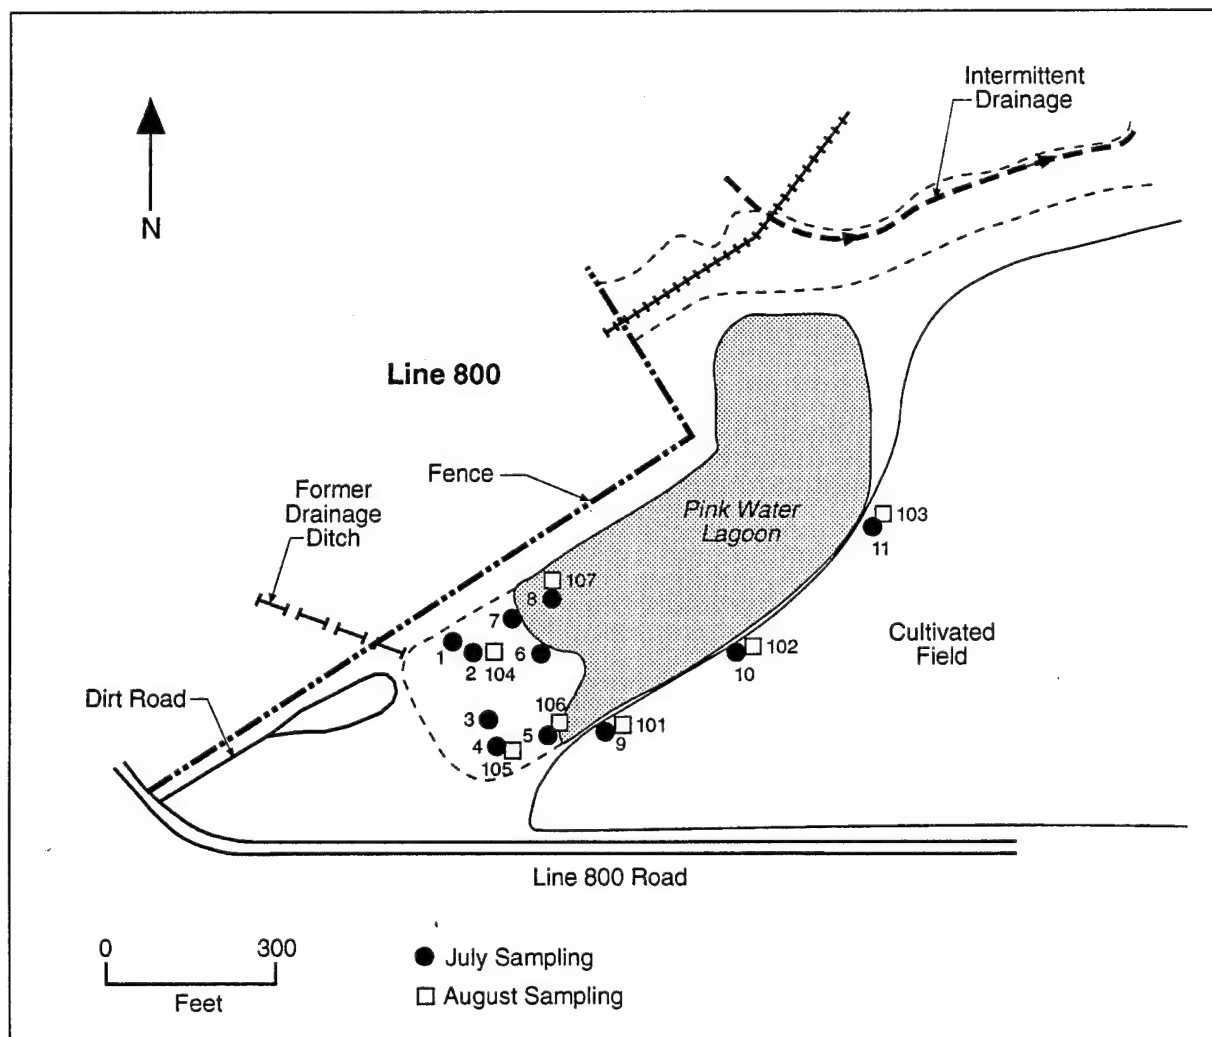 Intermittent
Drainage
N
Line 800
Fence
Former
Drainage
Ditch
Pink Water
Lagoon
103
11
107
8
7
1
2
104
6
102
10
Cultivated
Field
Dirt Road
3
106
101
4
5
9
105
Line 800 Road
0 300
Feet
July Sampling
August Sampling